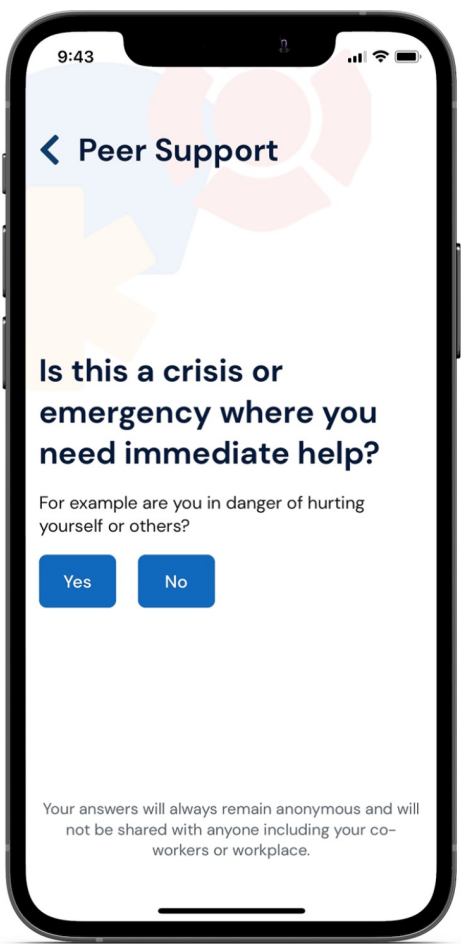 9:43
Peer Support
Is this a crisis or
emergency where you
need immediate help?
For example are you in danger of hurting
yourself or others?
Yes
No
Your answers will always remain anonymous and will
not be shared with anyone including your co-
workers or workplace.